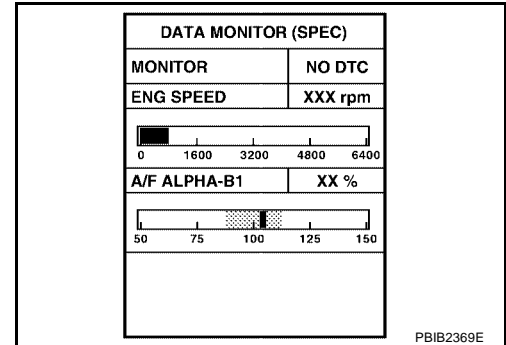 DATA MONITOR (SPEC)
MONITOR NO DTC
ENG SPEED XXX rpm
0 1600 3200 4800 6400
A/F ALPHA-B1 XX %
50 75 100 125 150
PBIB2369E